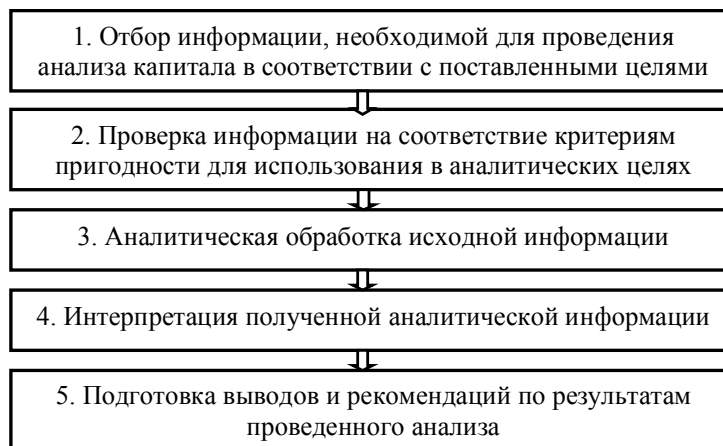 1. Отбор информации, необходимой для проведения
анализа капитала в соответствии с поставленными целями
2. Проверка информации на соответствие критериям
пригодности для использования в аналитических целях
3. Аналитическая обработка исходной информации
4. Интерпретация полученной аналитической информации
5. Подготовка выводов и рекомендаций по результатам
проведенного анализа